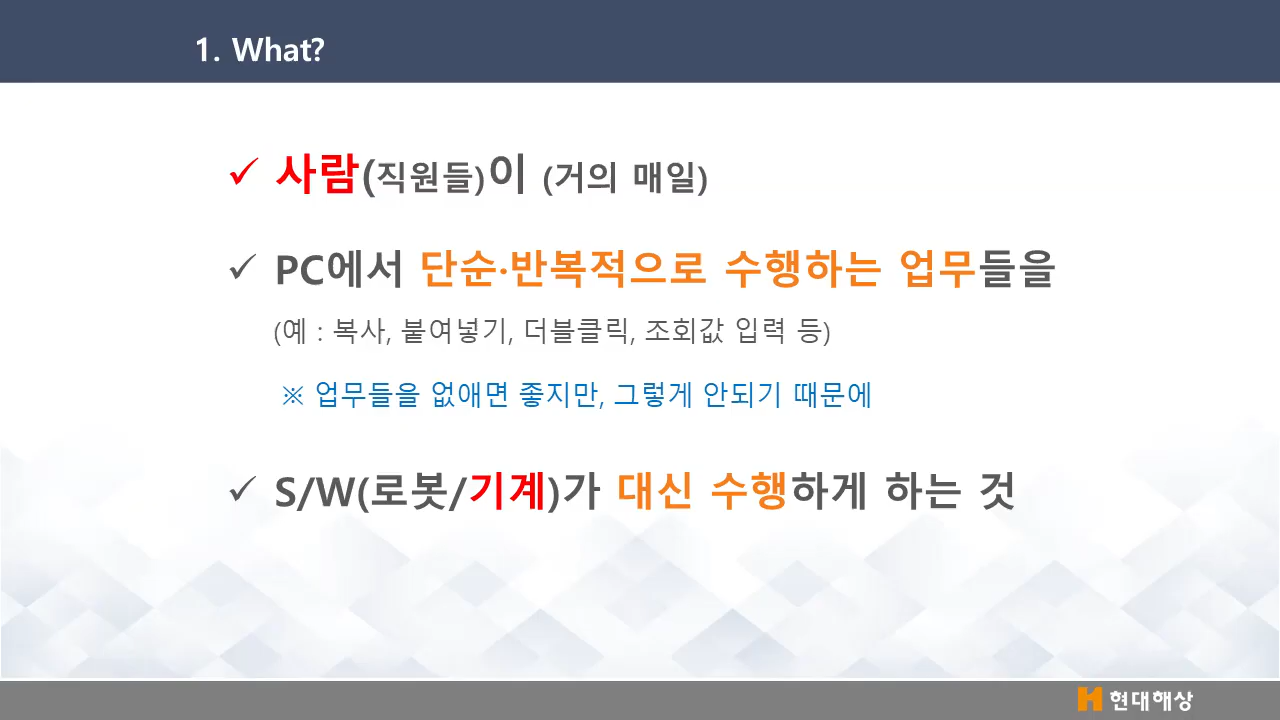 1. What?
✓ 사람(직원들)이 (거의 매일)
✓ PC에서 단순·반복적으로 수행하는 업무들을
(예 : 복사, 붙여넣기, 더블클릭, 조회값 입력 등)
※ 업무들을 없애면 좋지만, 그렇게 안되기 때문에
✓ S/W(로봇/기계)가 대신 수행하게 하는 것
현대해상